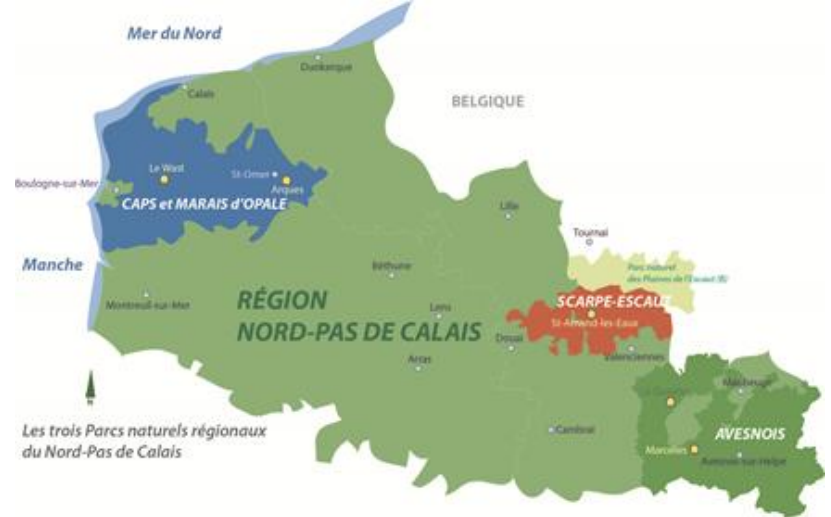 Mer du Nord
Dunkerque
Calais
BELGIQUE
Le Wast
St-Omer
Boulogne-sur-Mer
Arques
CAPS et MARAIS d'OPALE
Lille
Tournai
Manche
Béthune
Parc naturel
des Plaines de l'Escaut (B)
Montreuil-sur-Mer
RÉGION
NORD-PAS DE CALAIS
SCARPE-ESCAUT
Lens
St-Amand-les-Eaux
Douai
Arras
Valenciennes
Maubeuge
Les trois Parcs naturels régionaux
du Nord-Pas de Calais
Cambrai
AVESNOIS
Maroilles
Avesnes-sur-Helpe